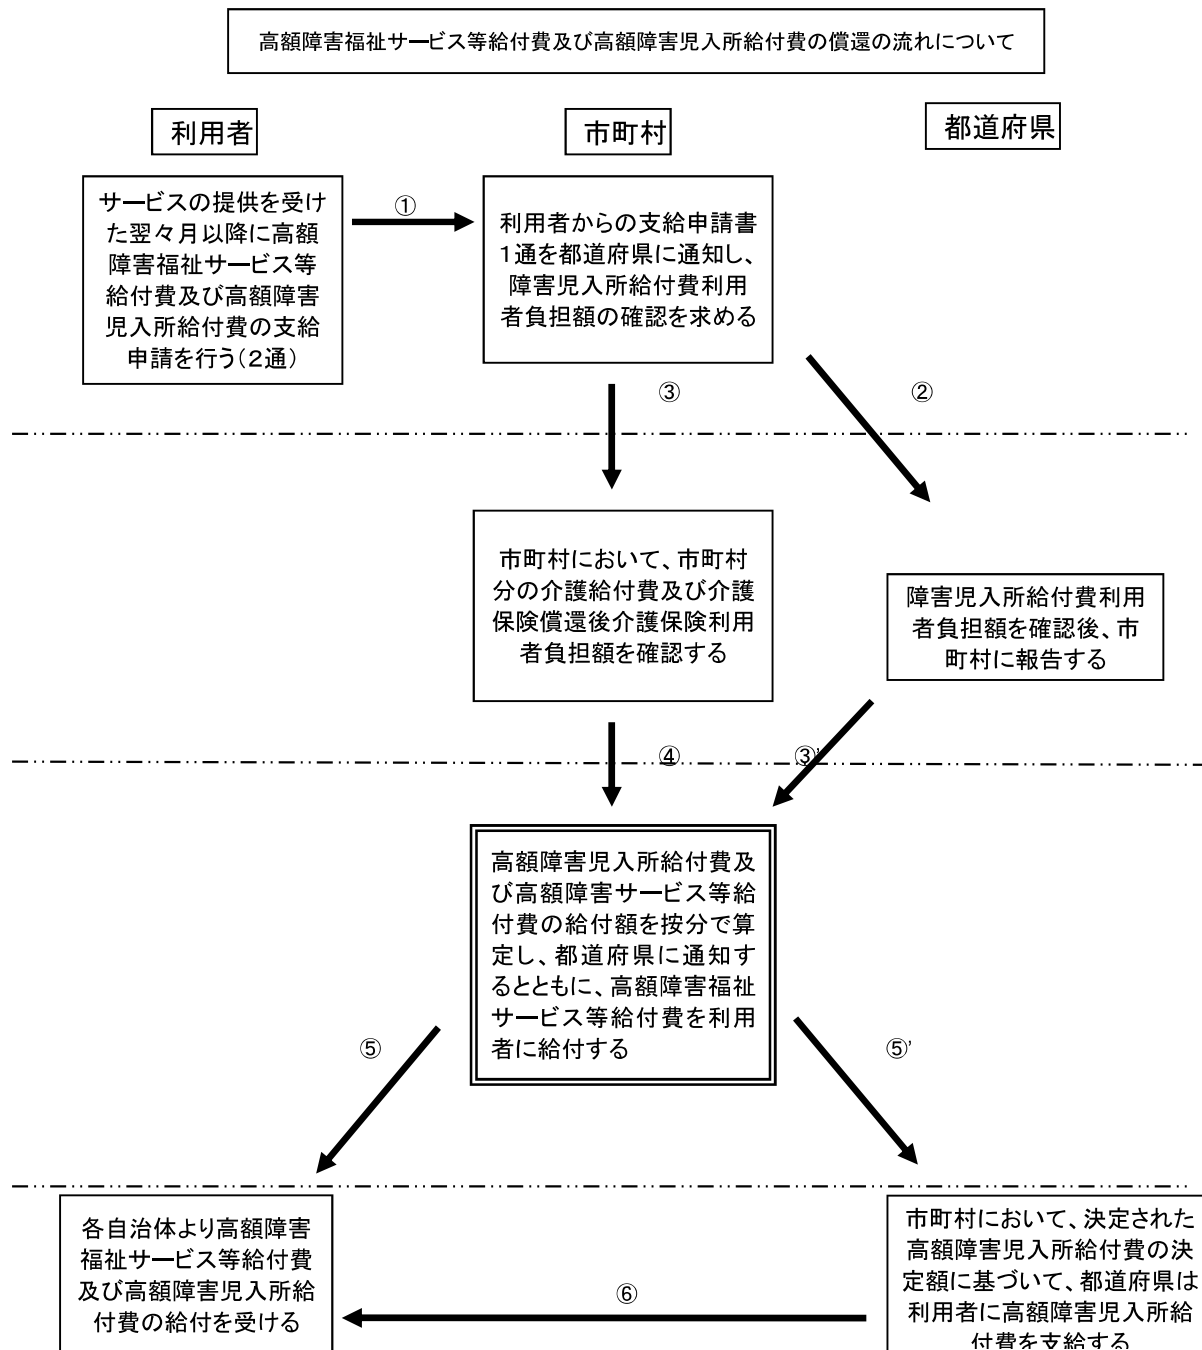 高額障害福祉サービス等給付費及び高額障害児入所給付費の償還の流れについて
利用者
市町村
都道府県
サービスの提供を受け
た翌々月以降に高額
障害福祉サービス等
給付費及び高額障害
児入所給付費の支給
申請を行う(2通)
①
利用者からの支給申請書
1通を都道府県に通知し、
障害児入所給付費利用
者負担額の確認を求める
③
②
市町村において、市町村
分の介護給付費及び介護
保険償還後介護保険利用
者負担額を確認する
障害児入所給付費利用
者負担額を確認後、市
町村に報告する
④
③'
高額障害児入所給付費及
び高額障害サービス等給
付費の給付額を按分で算
定し、都道府県に通知す
るとともに、高額障害福祉
サービス等給付費を利用
者に給付する
⑤
⑤'
各自治体より高額障害
福祉サービス等給付費
及び高額障害児入所給
付費の給付を受ける
⑥
市町村において、決定された
高額障害児入所給付費の決
定額に基づいて、都道府県は
利用者に高額障害児入所給
付費を支給する